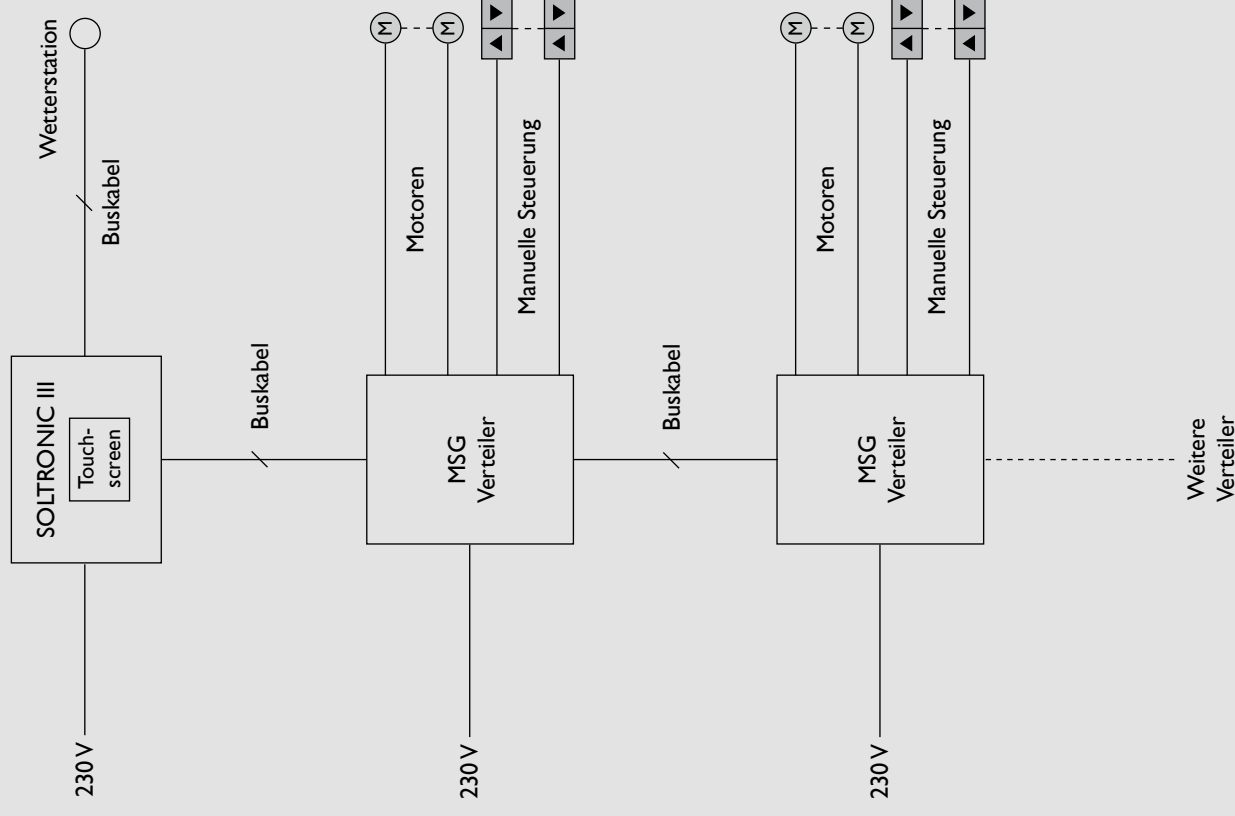 Wetterstation
Buskabel
SOLTRONIC III
Touch-
screen
230 V
Buskabel
M
M
Motoren
Manuelle Steuerung
MSG
Verteiler
230 V
Buskabel
M
M
Motoren
Manuelle Steuerung
MSG
Verteiler
230 V
Weitere
Verteiler